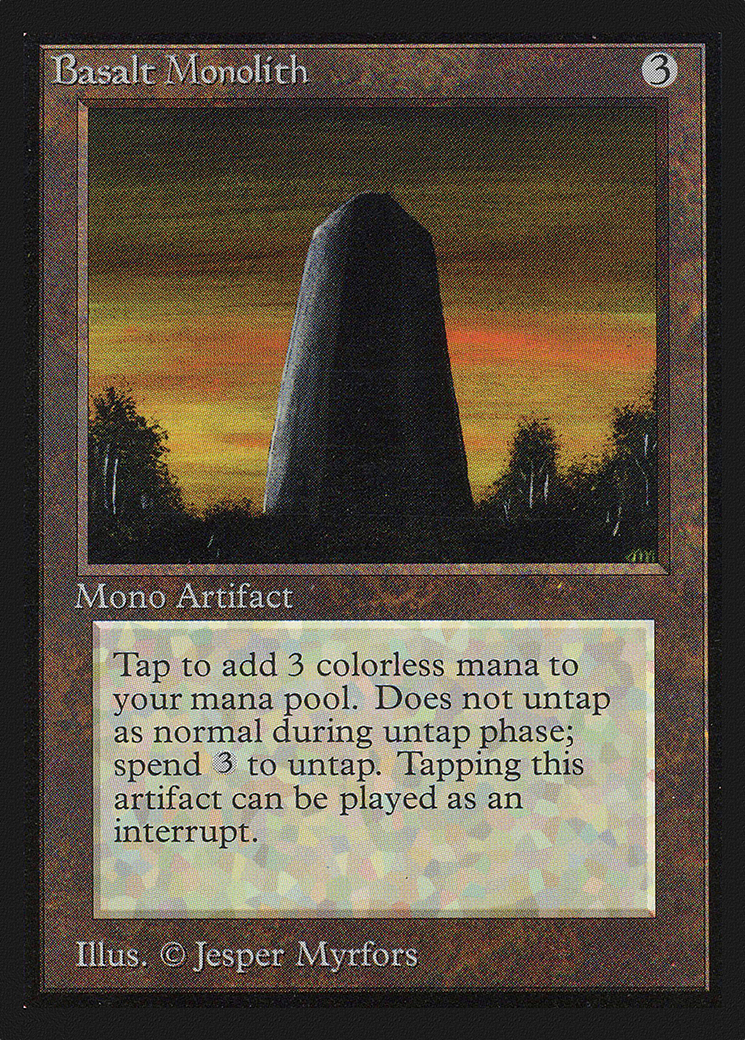 Basalt Monolith 3
Mono Artifact
Tap to add 3 colorless mana to
your mana pool. Does not untap
as normal during untap phase;
spend 3 to untap. Tapping this
artifact can be played as an
interrupt.
Illus. © Jesper Myrfors